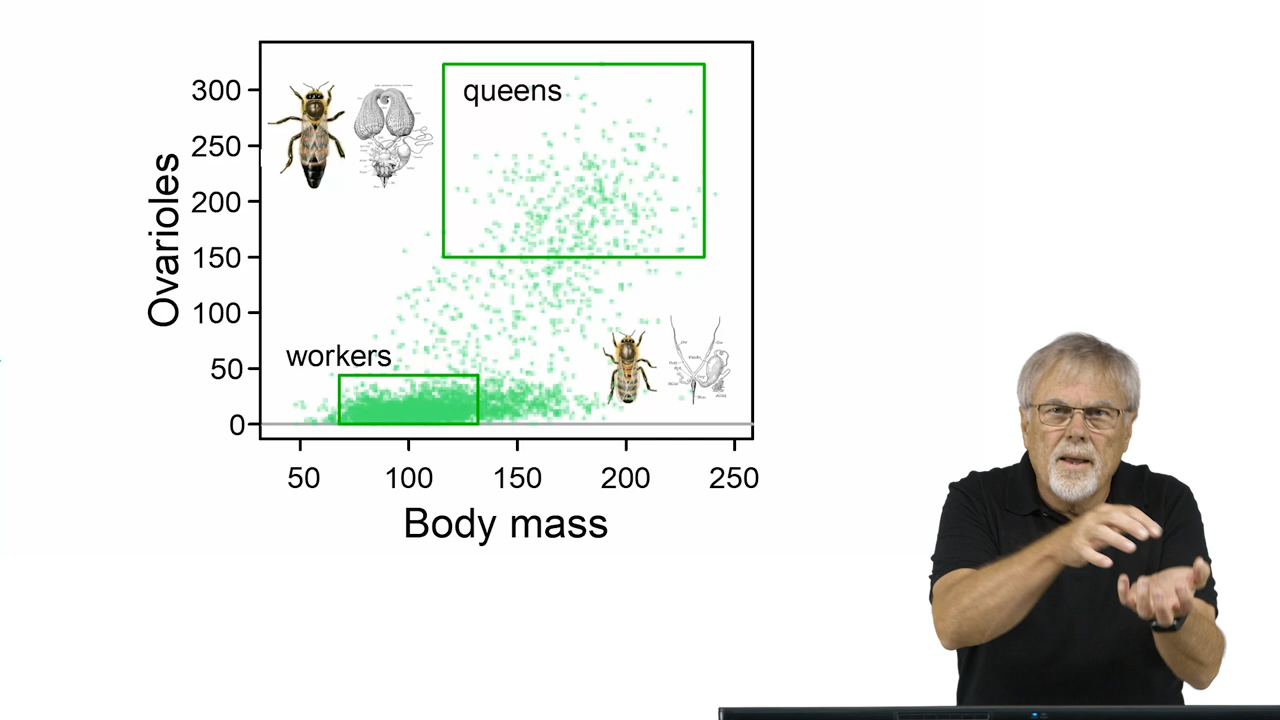 300
250
200
150
100
50
0
Ovarioles
queens
workers
50 100 150 200 250
Body mass